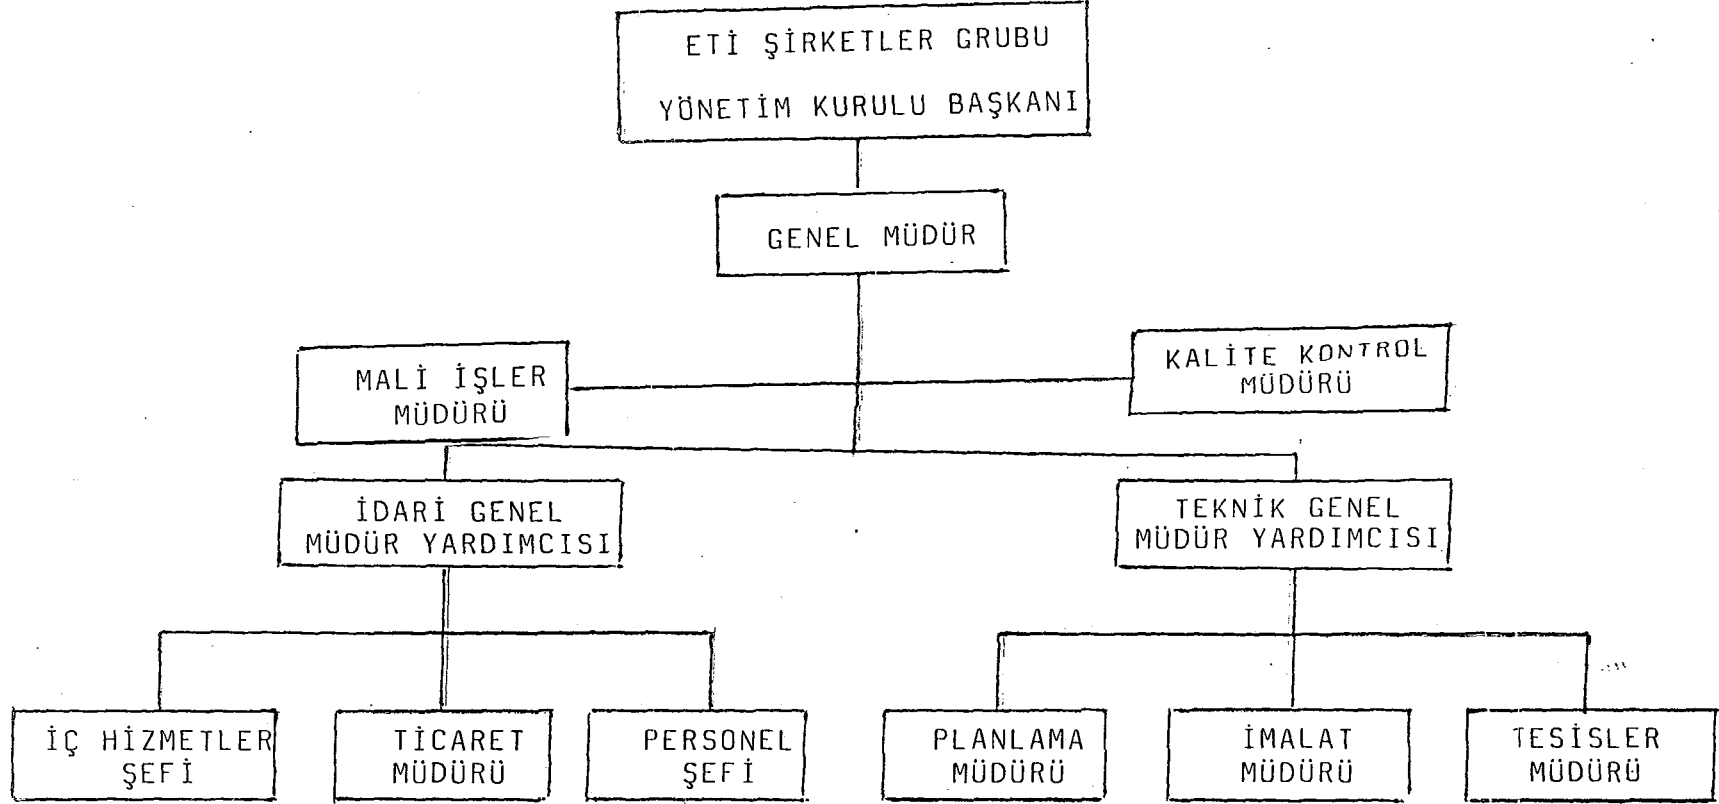 ETİ ŞİRKETLER GRUBU
YÖNETİM KURULU BAŞKANI
GENEL MÜDÜR
MALİ İŞLER
MÜDÜRÜ
KALİTE KONTROL
MÜDÜRÜ
İDARİ GENEL
MÜDÜR YARDIMCISI
TEKNİK GENEL
MÜDÜR YARDIMCISI
İÇ HİZMETLER
ŞEFİ
TİCARET
MÜDÜRÜ
PERSONEL
ŞEFİ
PLANLAMA
MÜDÜRÜ
İMALAT
MÜDÜRÜ
TESİSLER
MÜDÜRÜ